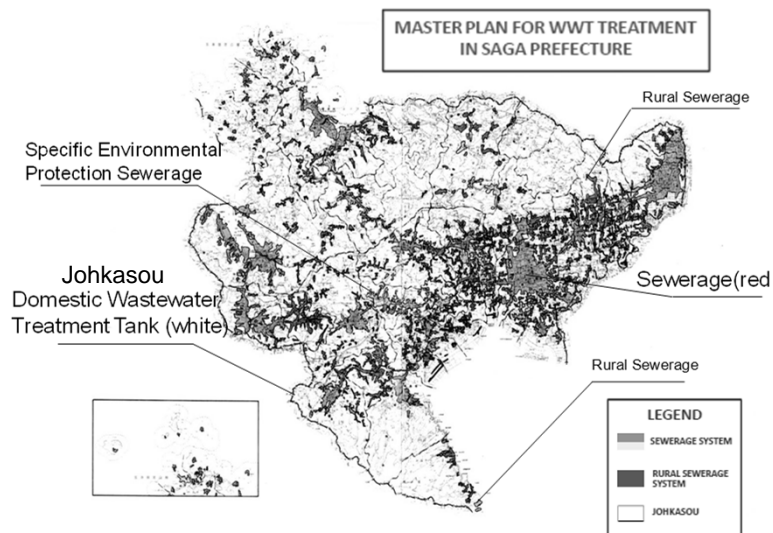 MASTER PLAN FOR WWT TREATMENT
IN SAGA PREFECTURE
Rural Sewerage
Specific Environmental
Protection Sewerage
Johkasou
Domestic Wastewater
Treatment Tank (white)
Sewerage(red
Rural Sewerage
LEGEND
SEWERAGE SYSTEM
RURAL SEWERAGE
SYSTEM
JOHKASOU